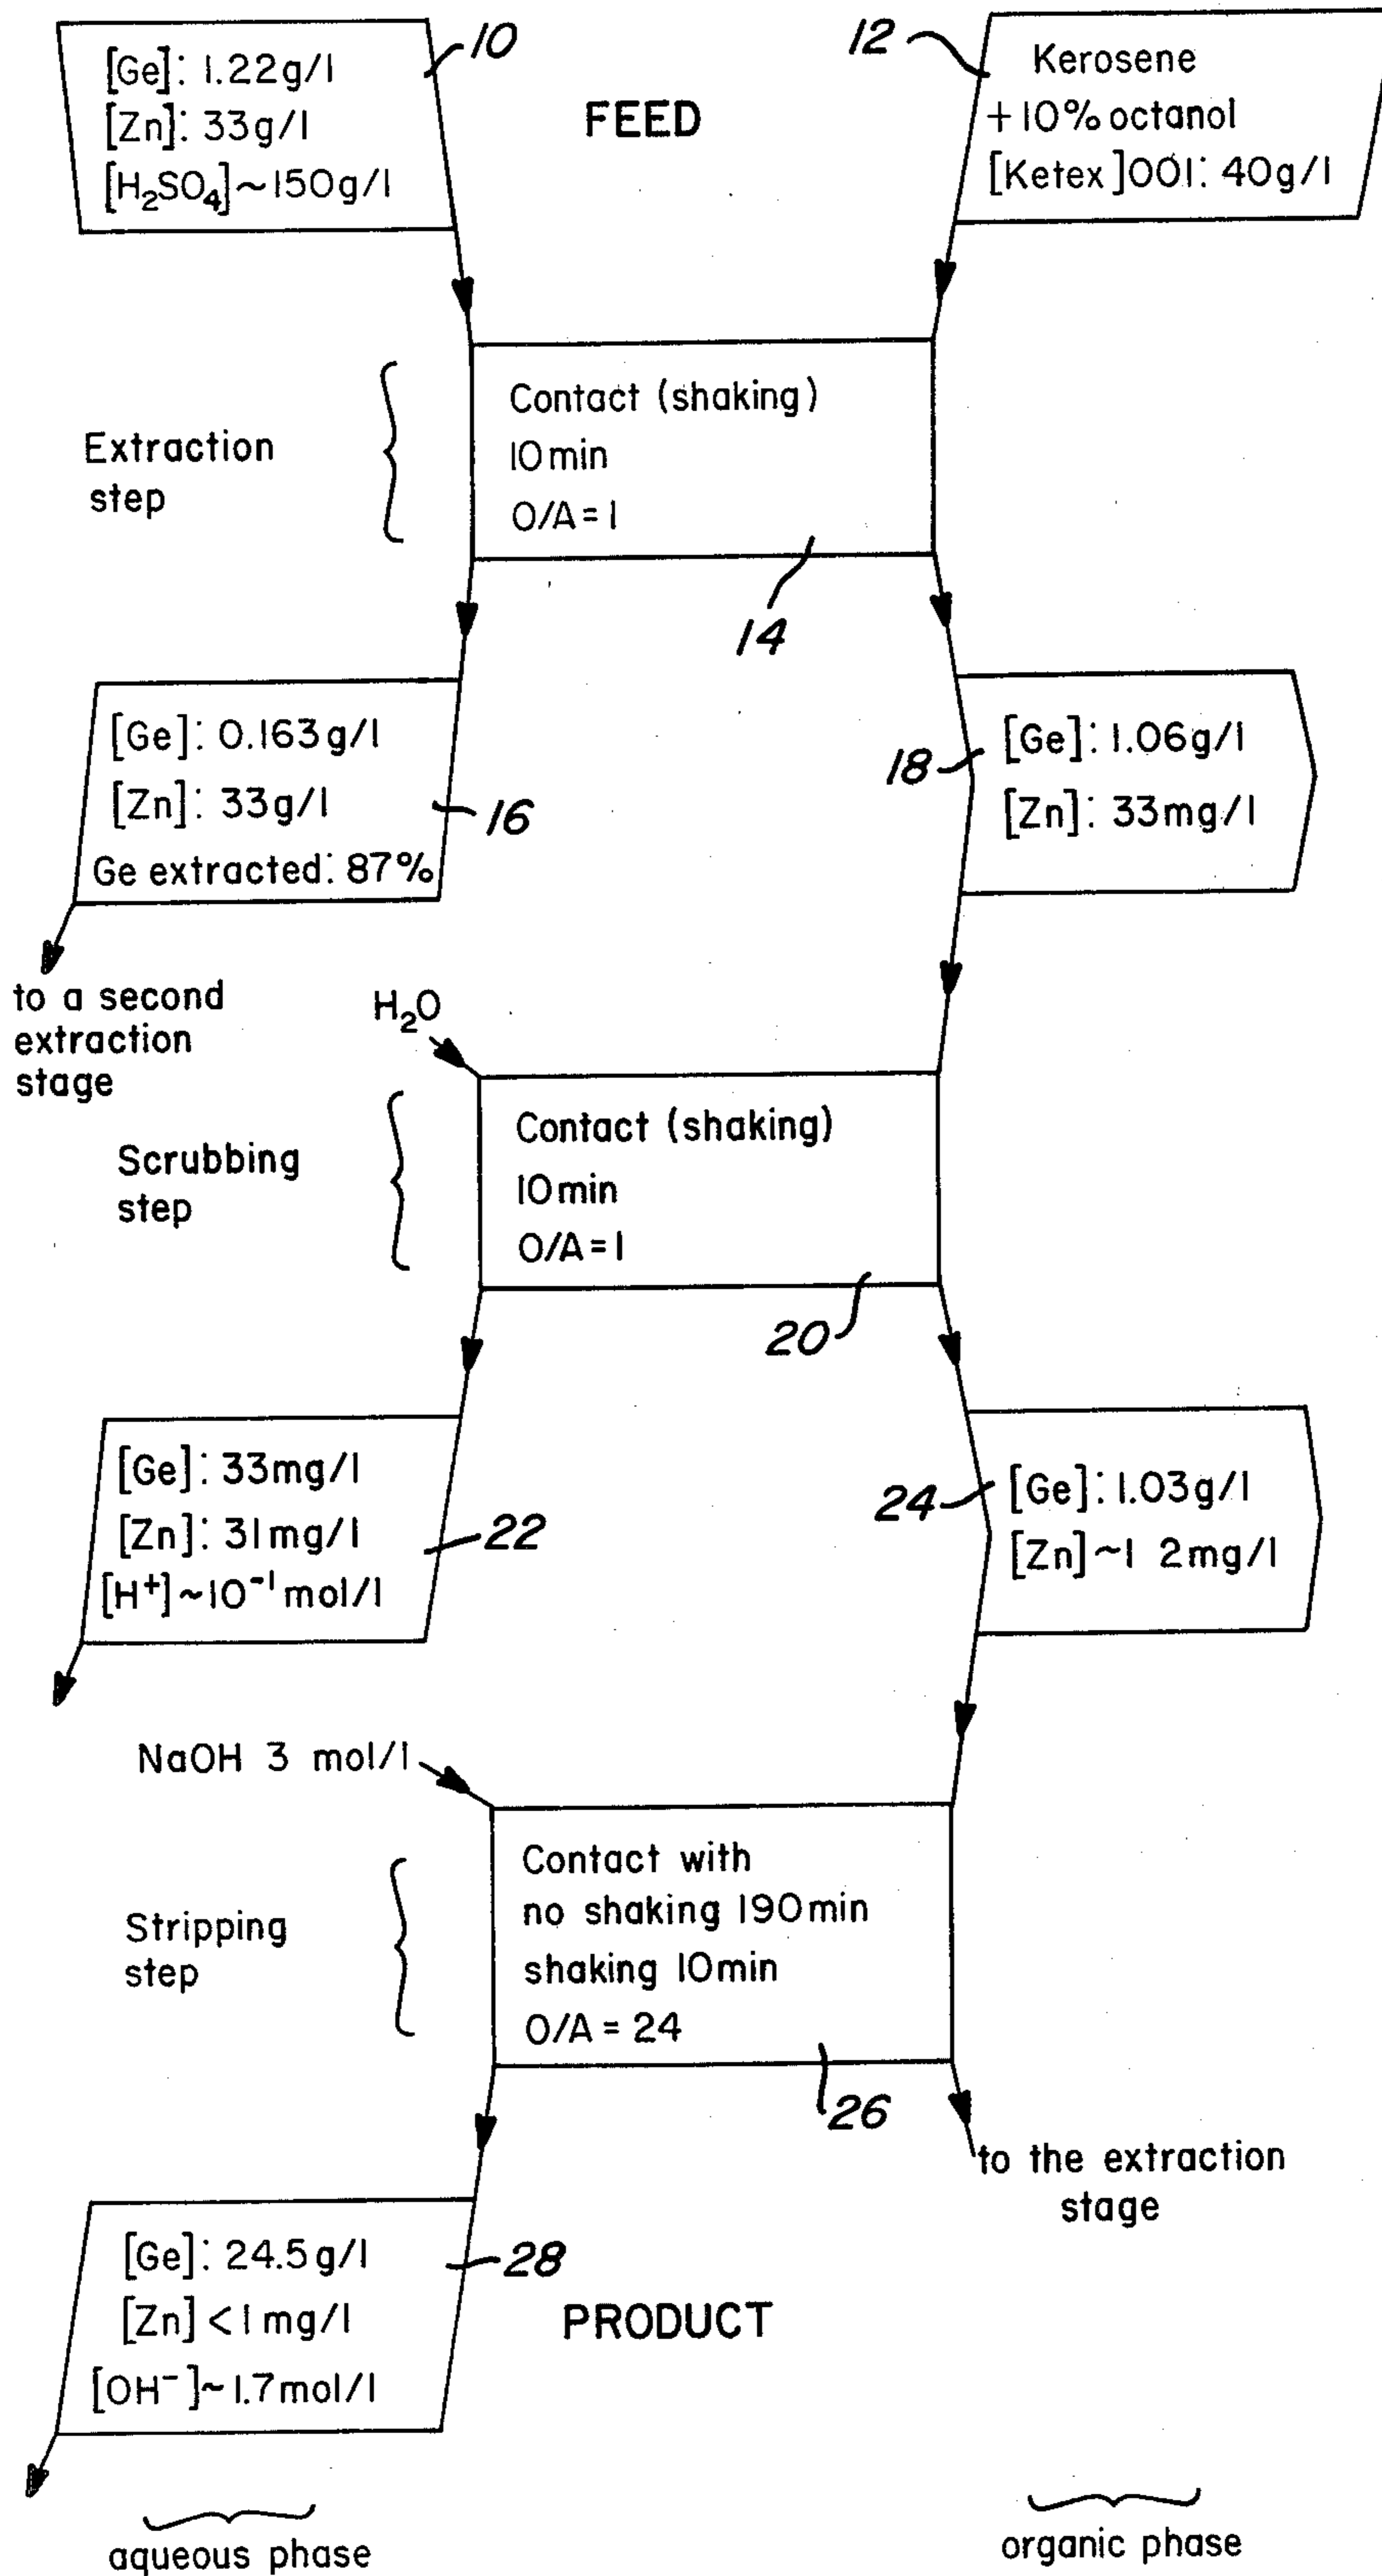 [Ge]: 1.22g/l
[Zn]: 33g/l
[H₂SO₄]~150g/l
10
FEED
12
Kerosene
+10% octanol
[Ketex]001: 40g/l
Extraction
step
Contact (shaking)
10min
O/A=1
14
[Ge]: 0.163g/l
[Zn]: 33g/l
Ge extracted: 87%
16
18
[Ge]: 1.06g/l
[Zn]: 33mg/l
to a second
extraction
stage
H₂O
Scrubbing
step
Contact (shaking)
10min
O/A=1
20
[Ge]: 33mg/l
[Zn]: 31mg/l
[H⁺]~10⁻¹mol/l
22
24
[Ge]: 1.03g/l
[Zn]~1 2mg/l
NaOH 3 mol/l
Stripping
step
Contact with
no shaking 190min
shaking 10min
O/A = 24
26
to the extraction
stage
[Ge]: 24.5g/l
[Zn]<1mg/l
[OH⁻]~1.7mol/l
28
PRODUCT
aqueous phase
organic phase